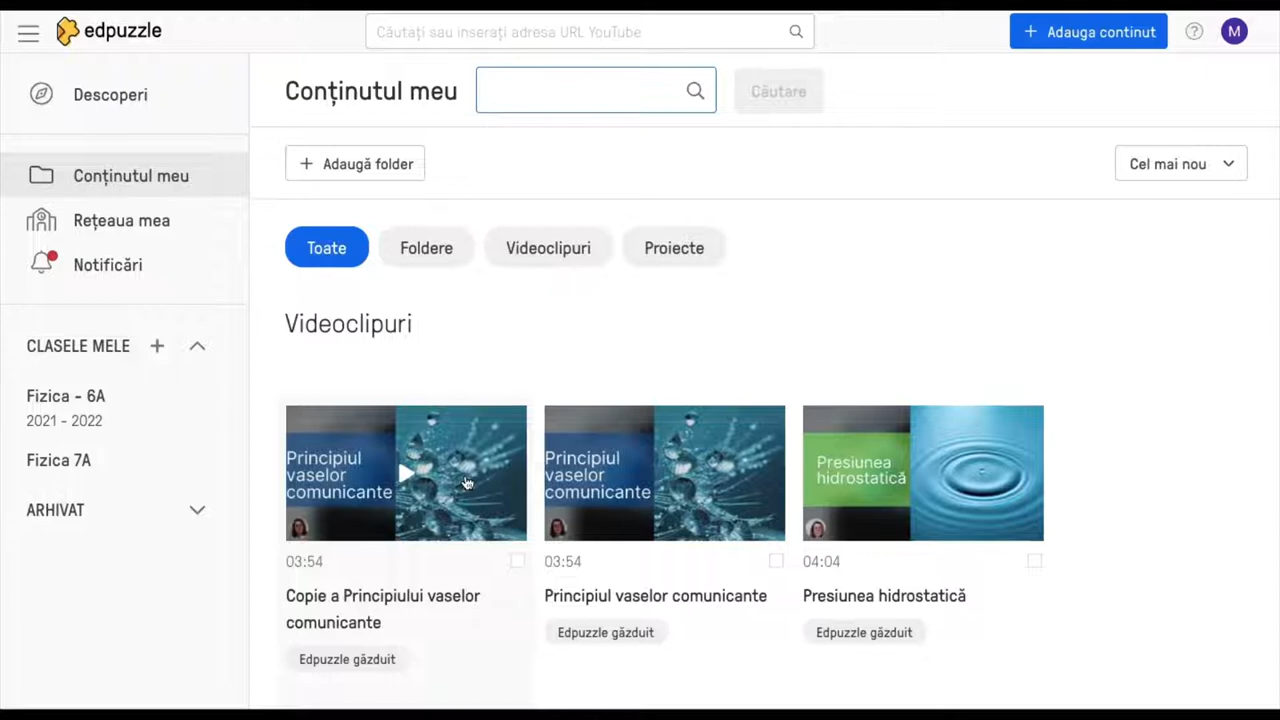 edpuzzle
Căutați sau inserați adresa URL YouTube
+ Adauga continut
?
M
Descoperi
Conținutul meu
Căutare
Conținutul meu
Rețeaua mea
Notificări
+ Adaugă folder
Cel mai nou
Toate
Foldere
Videoclipuri
Proiecte
CLASELE MELE +
Fizica - 6A
2021 - 2022
Fizica 7A
ARHIVAT
Videoclipuri
Principiul
vaselor
comunicante
03:54
Copie a Principiului vaselor
comunicante
Edpuzzle găzduit
Principiul
vaselor
comunicante
03:54
Principiul vaselor comunicante
Edpuzzle găzduit
Presiunea
hidrostatică
04:04
Presiunea hidrostatică
Edpuzzle găzduit